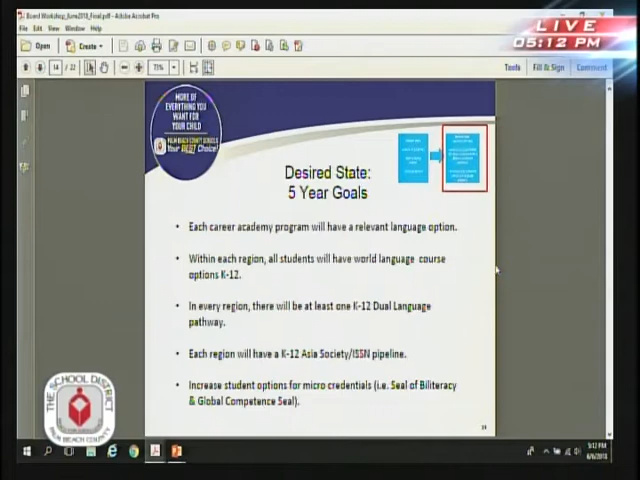 Board Workshop_June2018_Final.pdf - Adobe Acrobat Pro
File Edit View Window Help
Open
Create
14 / 22
73%
Tools
Fill & Sign
Comment
LIVE
05:12 PM
MORE OF
EVERYTHING YOU
WANT FOR
YOUR CHILD
PALM BEACH COUNTY SCHOOLS
Your BEST Choice!
Desired State:
5 Year Goals
• Each career academy program will have a relevant language option.
• Within each region, all students will have world language course
options K-12.
• In every region, there will be at least one K-12 Dual Language
pathway.
• Each region will have a K-12 Asia Society/ISSN pipeline.
• Increase student options for micro credentials (i.e. Seal of Biliteracy
& Global Competence Seal).
THE SCHOOL DISTRICT
PALM BEACH COUNTY
5:12 PM
6/6/2018